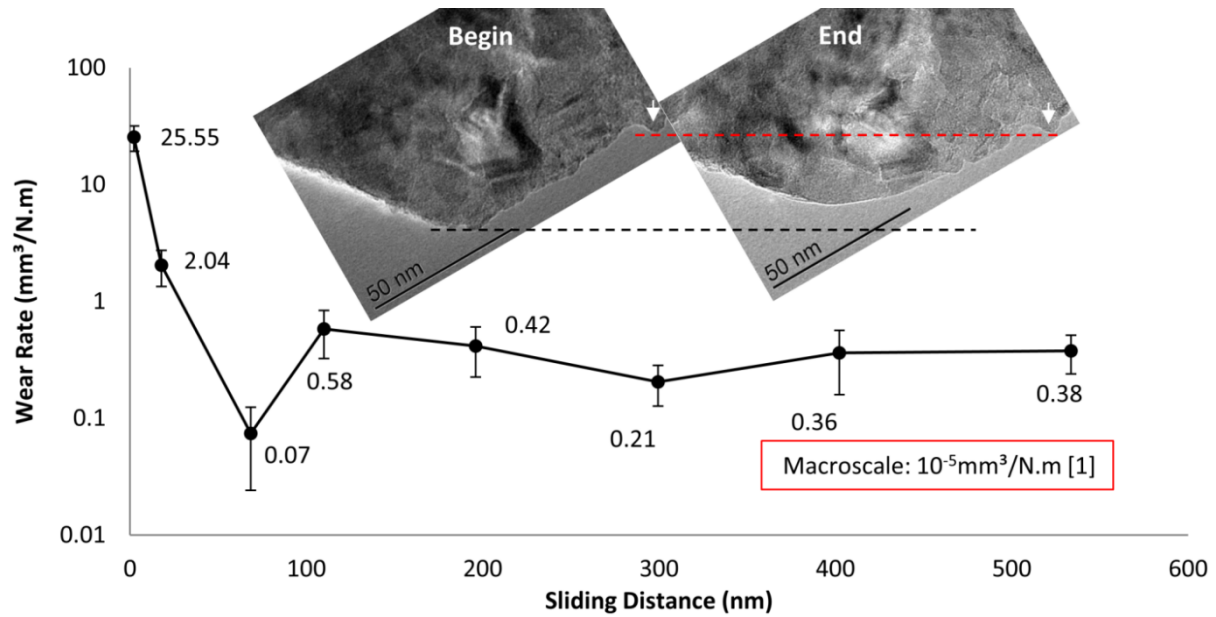 Begin
End
100
10
1
0.1
0.01
Wear Rate (mm³/N.m)
25.55
2.04
0.07
0.58
0.42
0.21
0.36
0.38
50 nm
50 nm
Macroscale: 10⁻⁵mm³/N.m [1]
0
100
200
300
400
500
600
Sliding Distance (nm)